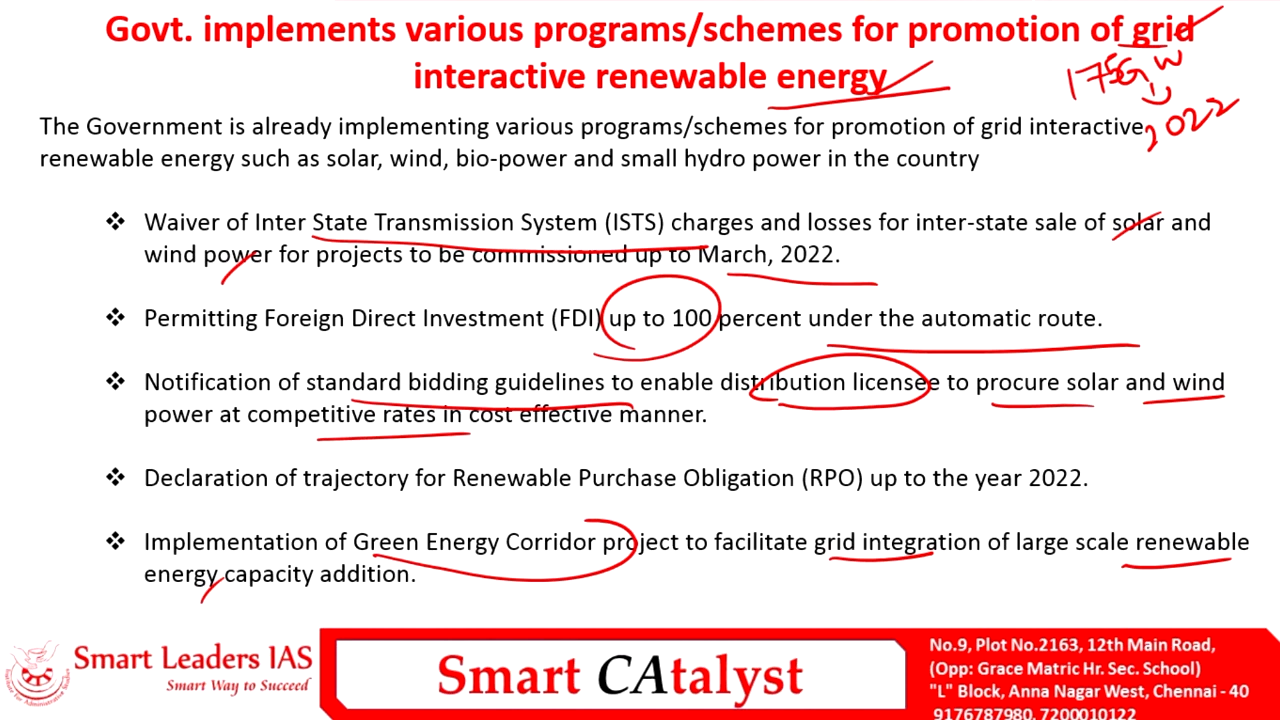 Govt. implements various programs/schemes for promotion of grid
interactive renewable energy
175GW
2022
The Government is already implementing various programs/schemes for promotion of grid interactive
renewable energy such as solar, wind, bio-power and small hydro power in the country
❖ Waiver of Inter State Transmission System (ISTS) charges and losses for inter-state sale of solar and
wind power for projects to be commissioned up to March, 2022.
❖ Permitting Foreign Direct Investment (FDI) up to 100 percent under the automatic route.
❖ Notification of standard bidding guidelines to enable distribution licensee to procure solar and wind
power at competitive rates in cost effective manner.
❖ Declaration of trajectory for Renewable Purchase Obligation (RPO) up to the year 2022.
❖ Implementation of Green Energy Corridor project to facilitate grid integration of large scale renewable
energy capacity addition.
Smart Leaders IAS
Smart Way to Succeed
Smart CAtalyst
No.9, Plot No.2163, 12th Main Road,
(Opp: Grace Matric Hr. Sec. School)
"L" Block, Anna Nagar West, Chennai - 40
9176787980, 7200010122